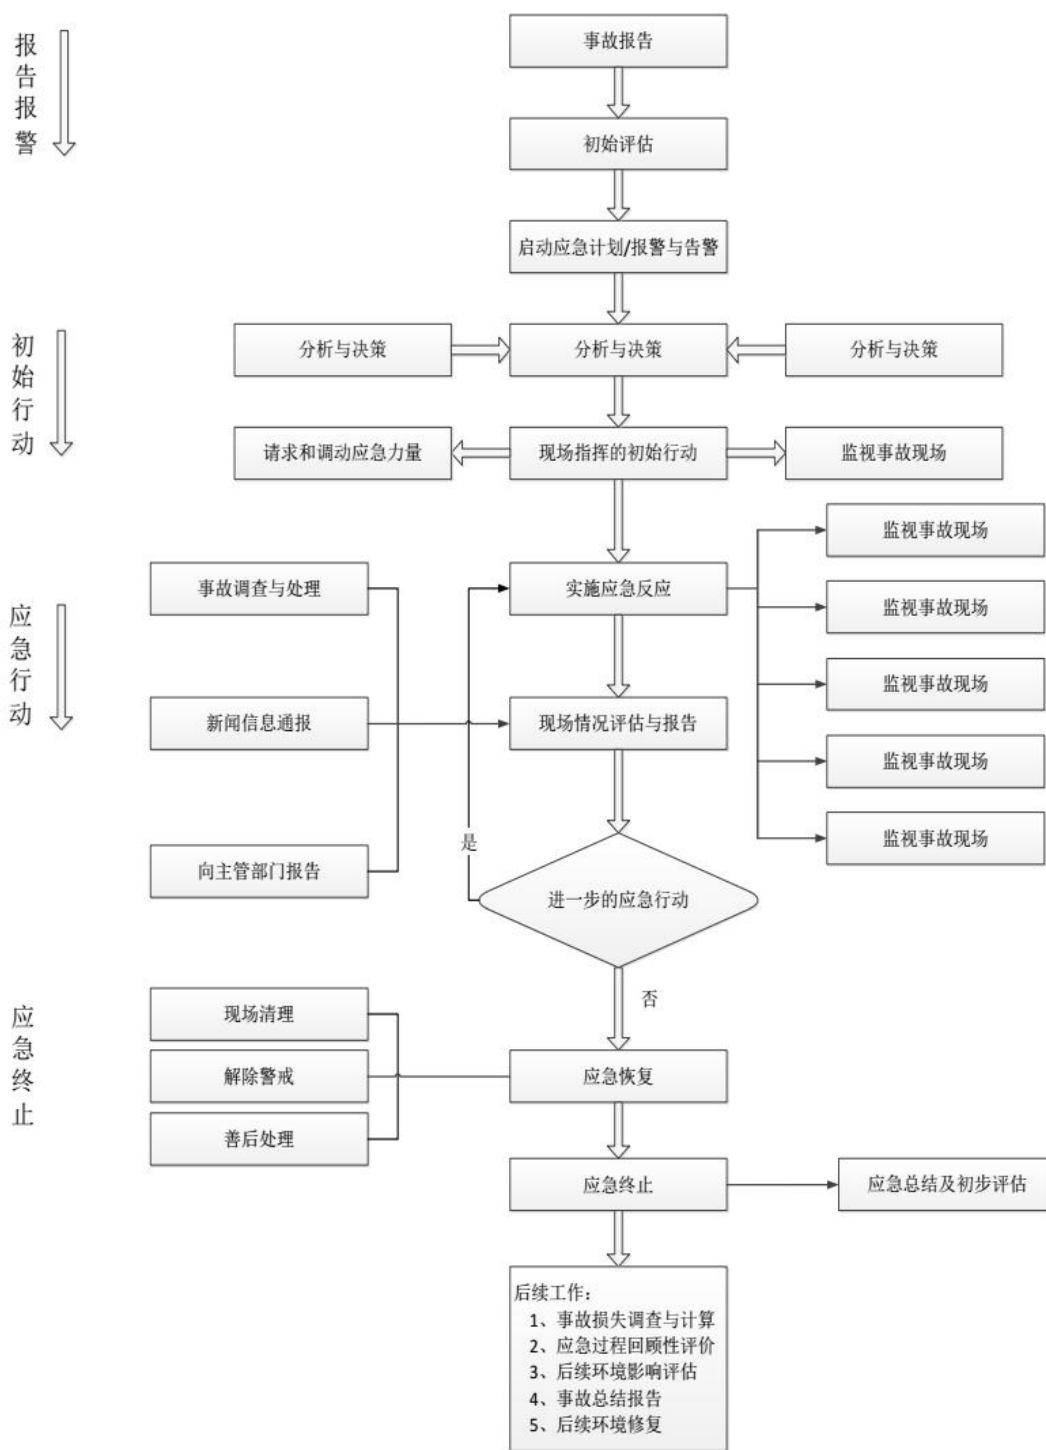 报告报警
事故报告
初始评估
启动应急计划/报警与告警
初始行动
分析与决策
分析与决策
分析与决策
请求和调动应急力量
现场指挥的初始行动
监视事故现场
应急行动
事故调查与处理
实施应急反应
监视事故现场
监视事故现场
监视事故现场
监视事故现场
监视事故现场
新闻信息通报
现场情况评估与报告
向主管部门报告
是
进一步的应急行动
否
应急终止
现场清理
解除警戒
善后处理
应急恢复
应急终止
应急总结及初步评估
后续工作：
1、事故损失调查与计算
2、应急过程回顾性评价
3、后续环境影响评估
4、事故总结报告
5、后续环境修复